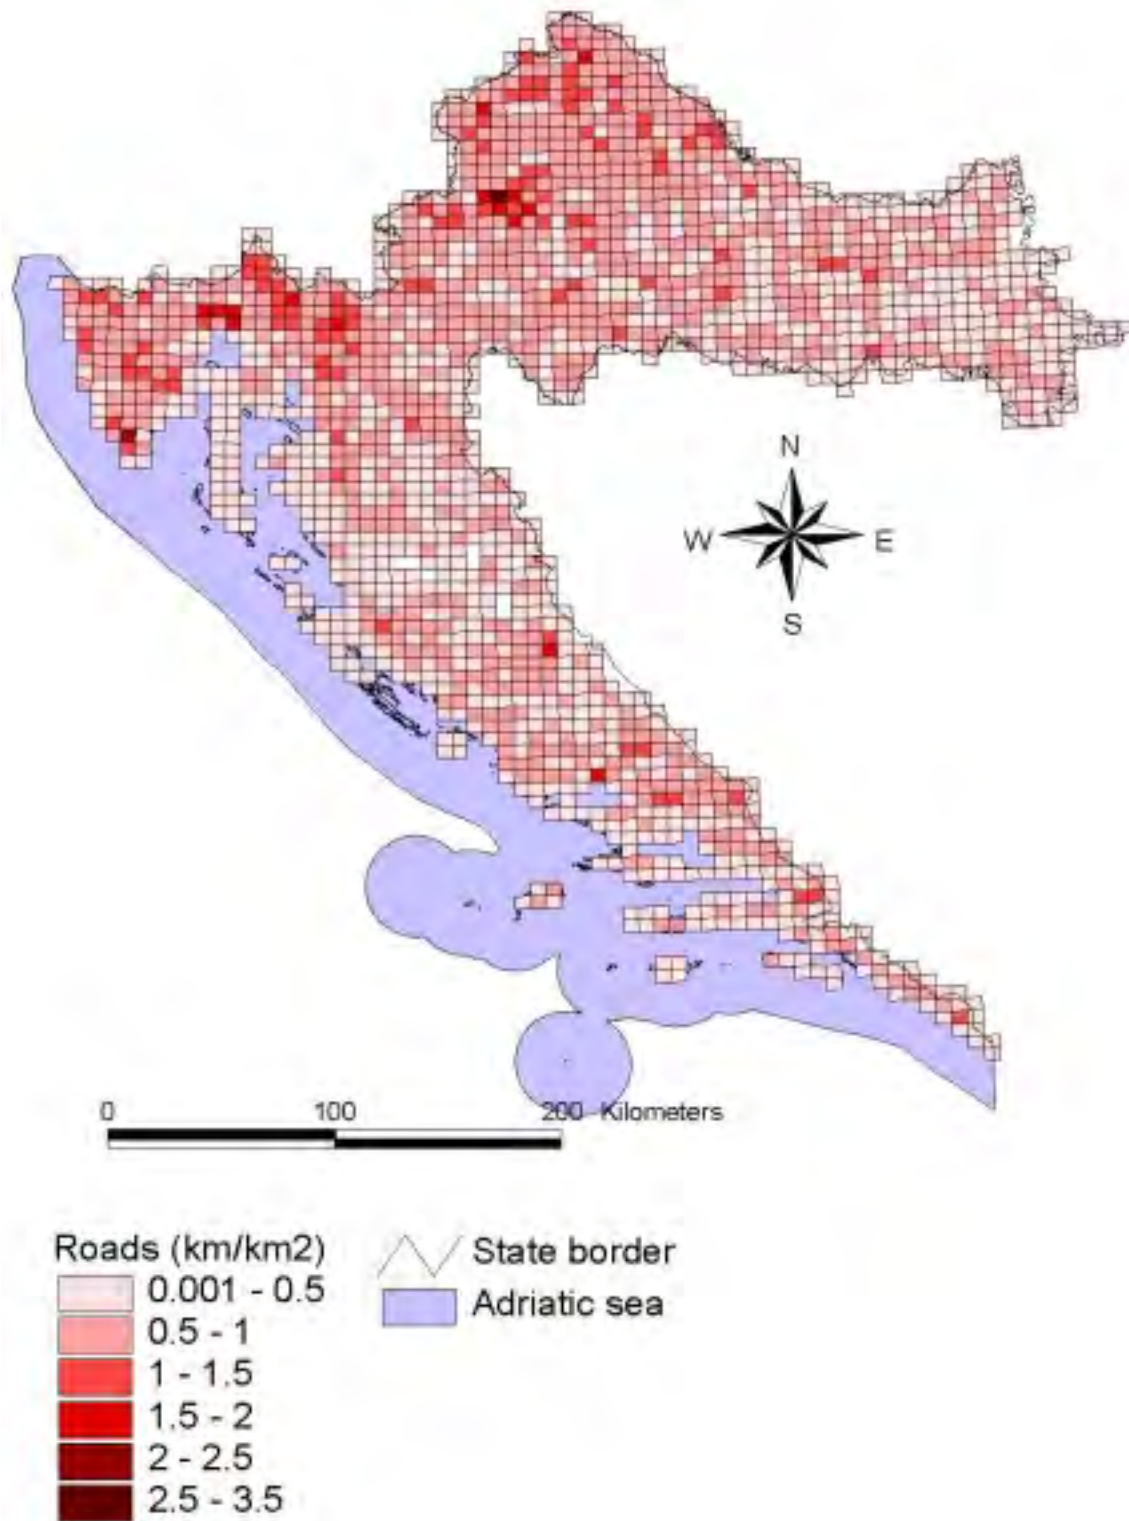 N
W E
S
0 100 200 Kilometers
Roads (km/km2)
0.001 - 0.5
0.5 - 1
1 - 1.5
1.5 - 2
2 - 2.5
2.5 - 3.5
State border
Adriatic sea